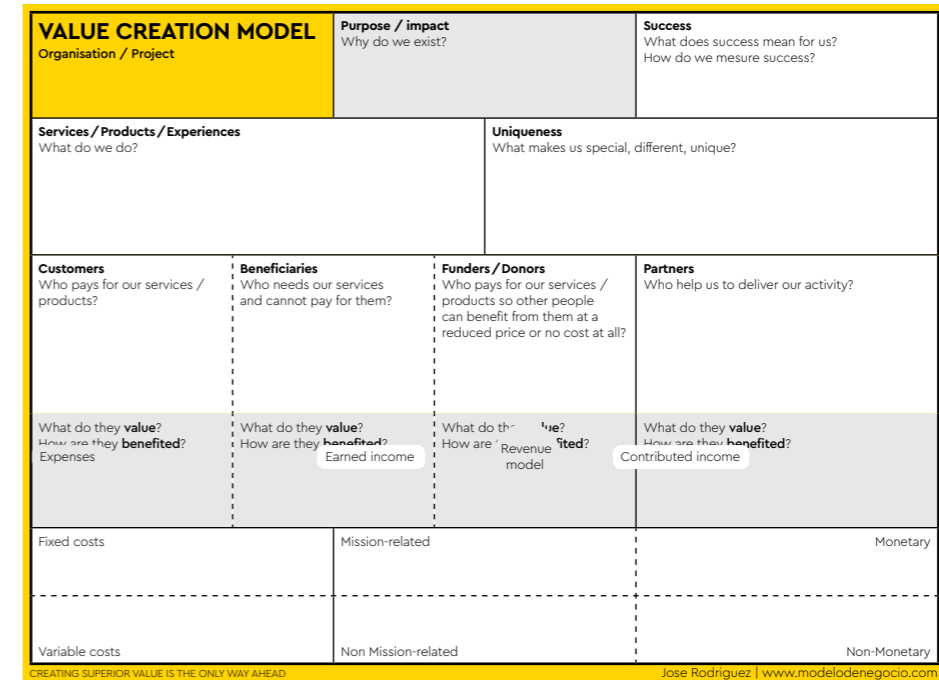 VALUE CREATION MODEL
Organisation / Project
Purpose / impact
Why do we exist?
Success
What does success mean for us?
How do we mesure success?
Services / Products / Experiences
What do we do?
Uniqueness
What makes us special, different, unique?
Customers
Who pays for our services /
products?
Beneficiaries
Who needs our services
and cannot pay for them?
Funders / Donors
Who pays for our services /
products so other people
can benefit from them at a
reduced price or no cost at all?
Partners
Who help us to deliver our activity?
What do they value?
How are they benefited?
What do they value?
How are they benefited?
What do
How are
What do they value?
How are they benefited?
Expenses
Earned income
Revenue
model
Contributed income
Fixed costs
Variable costs
Mission-related
Non Mission-related
Monetary
Non-Monetary
CREATING SUPERIOR VALUE IS THE ONLY WAY AHEAD
Jose Rodriguez | www.modelodenegocio.com